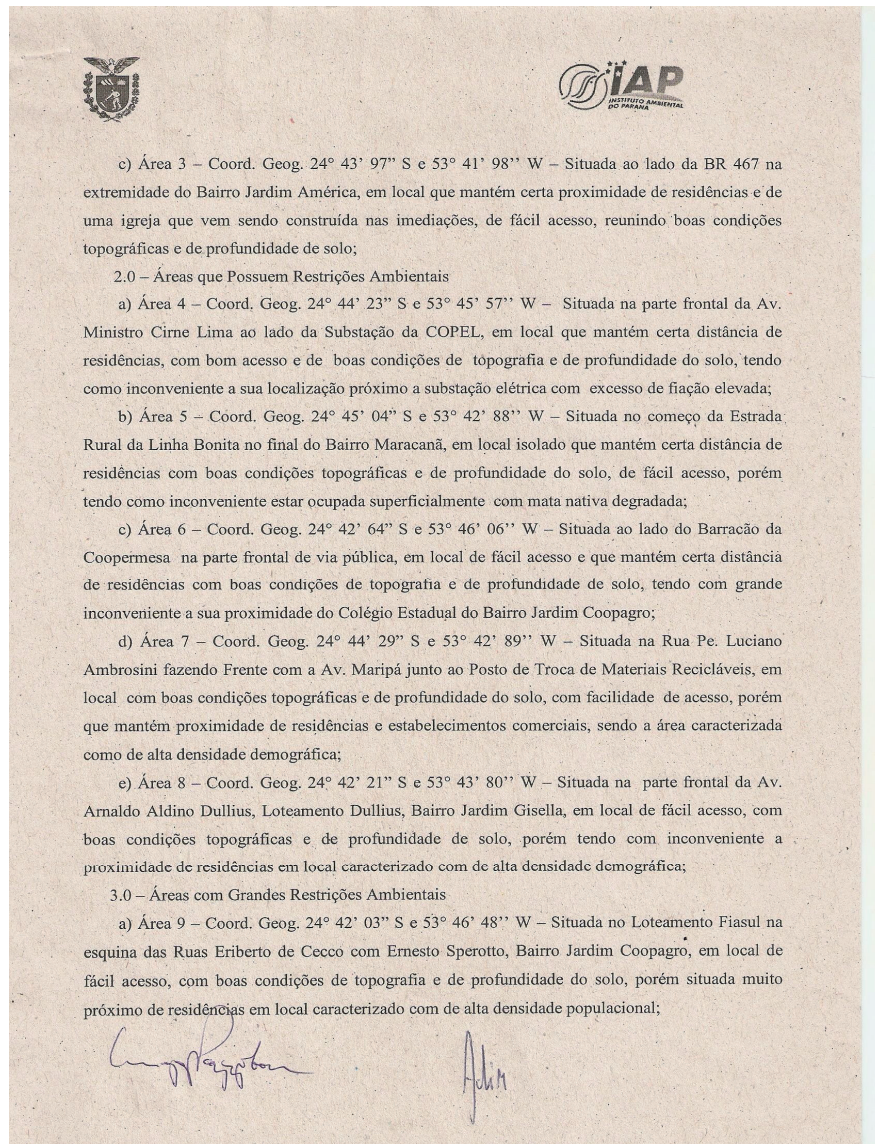 IAP
INSTITUTO AMBIENTAL
DO PARANÁ
c) Área 3 – Coord. Geog. 24° 43' 97" S e 53° 41' 98'' W – Situada ao lado da BR 467 na
extremidade do Bairro Jardim América, em local que mantém certa proximidade de residências e de
uma igreja que vem sendo construída nas imediações, de fácil acesso, reunindo boas condições
topográficas e de profundidade de solo;
2.0 – Áreas que Possuem Restrições Ambientais
a) Área 4 – Coord. Geog. 24° 44' 23" S e 53° 45' 57'' W – Situada na parte frontal da Av.
Ministro Cirne Lima ao lado da Substação da COPEL, em local que mantém certa distância de
residências, com bom acesso e de boas condições de topografia e de profundidade do solo, tendo
como inconveniente a sua localização próximo a substação elétrica com excesso de fiação elevada;
b) Área 5 – Coord. Geog. 24° 45' 04" S e 53° 42' 88'' W – Situada no começo da Estrada
Rural da Linha Bonita no final do Bairro Maracanã, em local isolado que mantém certa distância de
residências com boas condições topográficas e de profundidade do solo, de fácil acesso, porém
tendo como inconveniente estar ocupada superficialmente com mata nativa degradada;
c) Área 6 – Coord. Geog. 24° 42' 64" S e 53° 46' 06'' W – Situada ao lado do Barracão da
Coopermesa na parte frontal de via pública, em local de fácil acesso e que mantém certa distância
de residências com boas condições de topografia e de profundidade de solo, tendo com grande
inconveniente a sua proximidade do Colégio Estadual do Bairro Jardim Coopagro;
d) Área 7 – Coord. Geog. 24° 44' 29" S e 53° 42' 89'' W – Situada na Rua Pe. Luciano
Ambrosini fazendo Frente com a Av. Maripá junto ao Posto de Troca de Materiais Recicláveis, em
local com boas condições topográficas e de profundidade do solo, com facilidade de acesso, porém
que mantém proximidade de residências e estabelecimentos comerciais, sendo a área caracterizada
como de alta densidade demográfica;
e) Área 8 – Coord. Geog. 24° 42' 21" S e 53° 43' 80'' W – Situada na parte frontal da Av.
Arnaldo Aldino Dullius, Loteamento Dullius, Bairro Jardim Gisella, em local de fácil acesso, com
boas condições topográficas e de profundidade de solo, porém tendo com inconveniente a
proximidade de residências em local caracterizado com de alta densidade demográfica;
3.0 – Áreas com Grandes Restrições Ambientais
a) Área 9 – Coord. Geog. 24° 42' 03" S e 53° 46' 48'' W – Situada no Loteamento Fiasul na
esquina das Ruas Eriberto de Cecco com Ernesto Sperotto, Bairro Jardim Coopagro, em local de
fácil acesso, com boas condições de topografia e de profundidade do solo, porém situada muito
próximo de residências em local caracterizado com de alta densidade populacional;